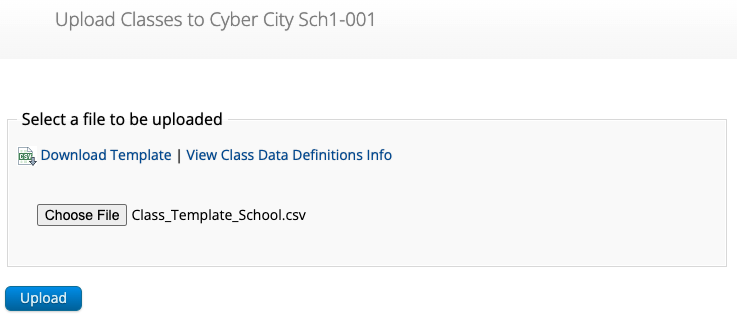 Upload Classes to Cyber City Sch1-001
Select a file to be uploaded
CSV Download Template | View Class Data Definitions Info
Choose File Class_Template_School.csv
Upload